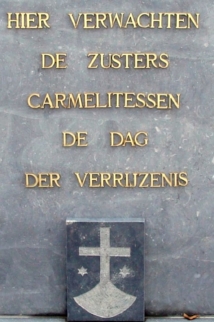 HIER VERWACHTEN
DE ZUSTERS
CARMELITESSEN
DE DAG
DER VERRIJZENIS